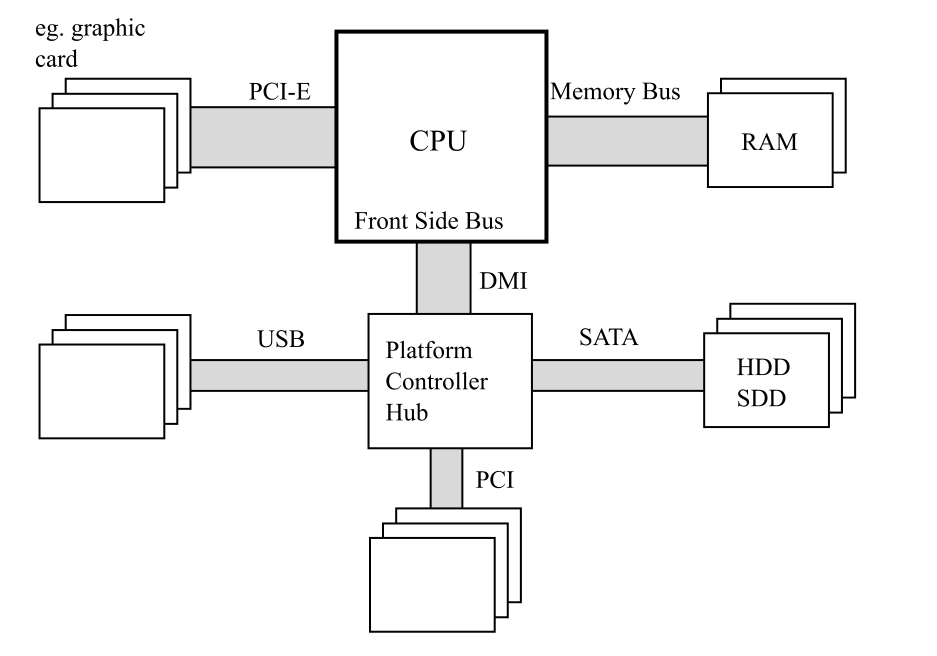 eg. graphic
card
PCI-E
Memory Bus
CPU
RAM
Front Side Bus
DMI
USB
SATA
Platform
Controller
Hub
HDD
SDD
PCI